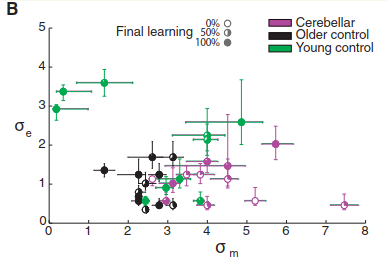 B
Final learning 0% Cerebellar
50% Older control
100% Young control
5
4
3
σe
2
1
0
0 1 2 3 4 5 6 7 8
σm